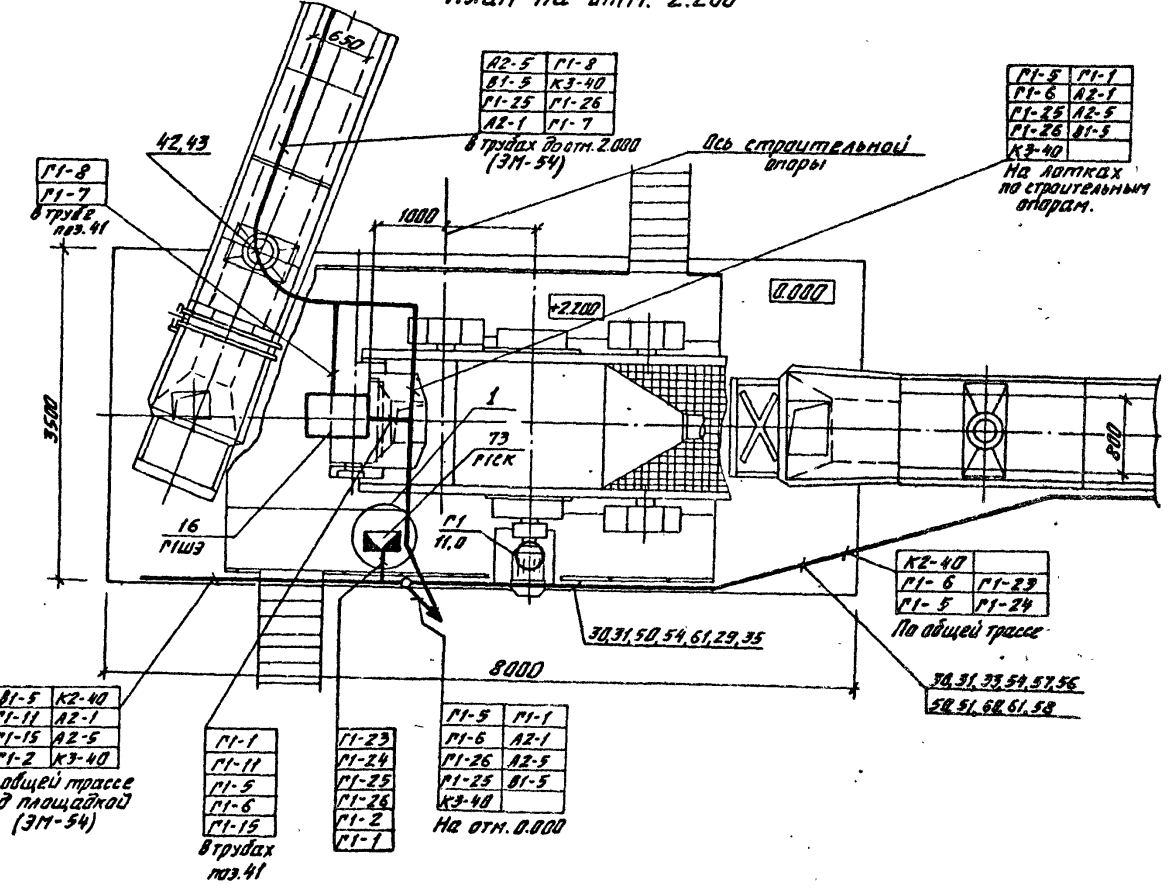 План на отм. 2.200
650
А2-5 Г1-8
В1-5 К3-40
Г1-25 Г1-26
А2-1 Г1-7
В трубах до отм. 2.000
(ЭМ-54)
Г1-5 Г1-1
Г1-6 А2-1
Г1-25 А2-5
Г1-26 В1-5
К3-40
На лотках
по строительным
опорам.
42,43
Ось строительной
опоры
Г1-8
Г1-7
В трубе
поз. 41
1000
0.000
+2.200
3500
1
73
Г1СК
800
16
Г1ШЭ
Г1
11,0
К2-40
Г1-6 Г1-23
Г1-5 Г1-24
По общей трассе
30,31,50,54,61,29,35
8000
30,31,33,54,57,56
50,51,60,61,58
В1-5 К2-40
Г1-11 А2-1
Г1-15 А2-5
Г1-2 К3-40
общей трассе
площадкой
(ЭМ-54)
Г1-1
Г1-11
Г1-5
Г1-6
Г1-15
В трубах
поз. 41
Г1-23
Г1-24
Г1-25
Г1-26
Г1-2
Г1-1
Г1-5 Г1-1
Г1-6 А2-1
Г1-26 А2-5
Г1-25 В1-5
К3-40
На отм. 0.000